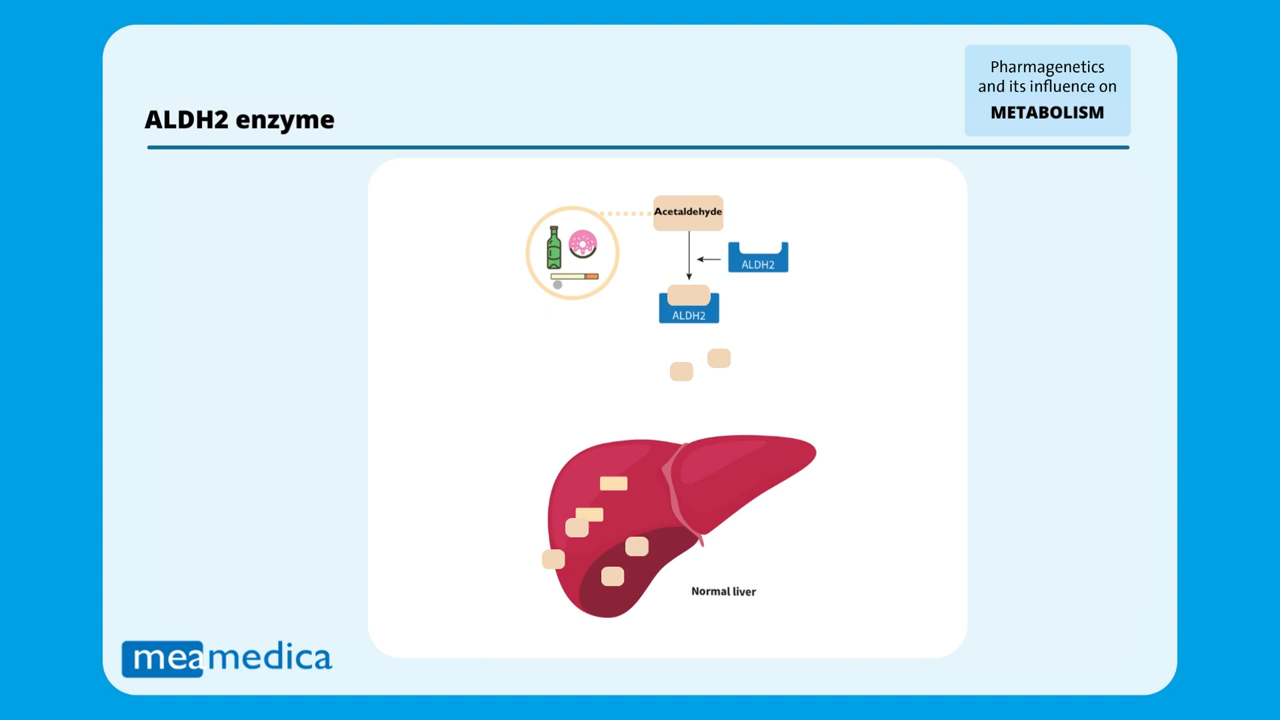 Pharmagenetics
and its influence on
METABOLISM
ALDH2 enzyme
Acetaldehyde
ALDH2
ALDH2
Normal liver
meamedica